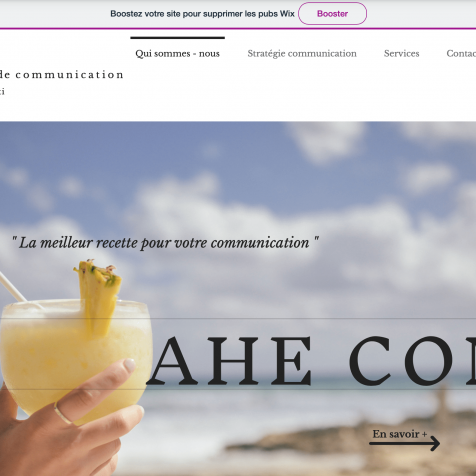 Boostez votre site pour supprimer les pubs Wix Booster
Qui sommes - nous Stratégie communication Services Contac
de communication
" La meilleur recette pour votre communication "
AHE CO
En savoir +